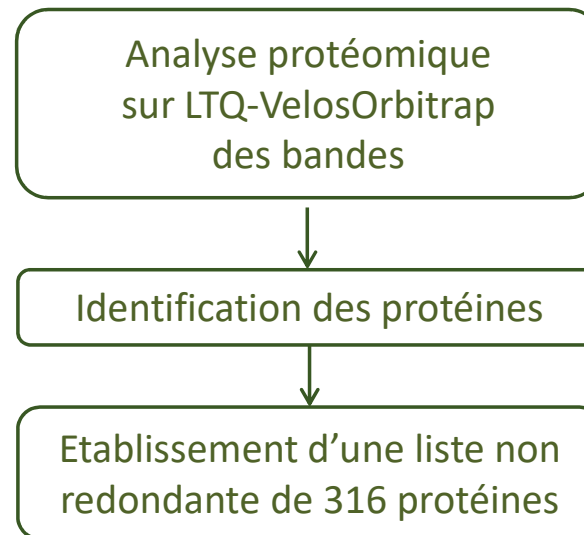 Analyse protéomique
sur LTQ-VelosOrbitrap
des bandes
Identification des protéines
Etablissement d’une liste non
redondante de 316 protéines